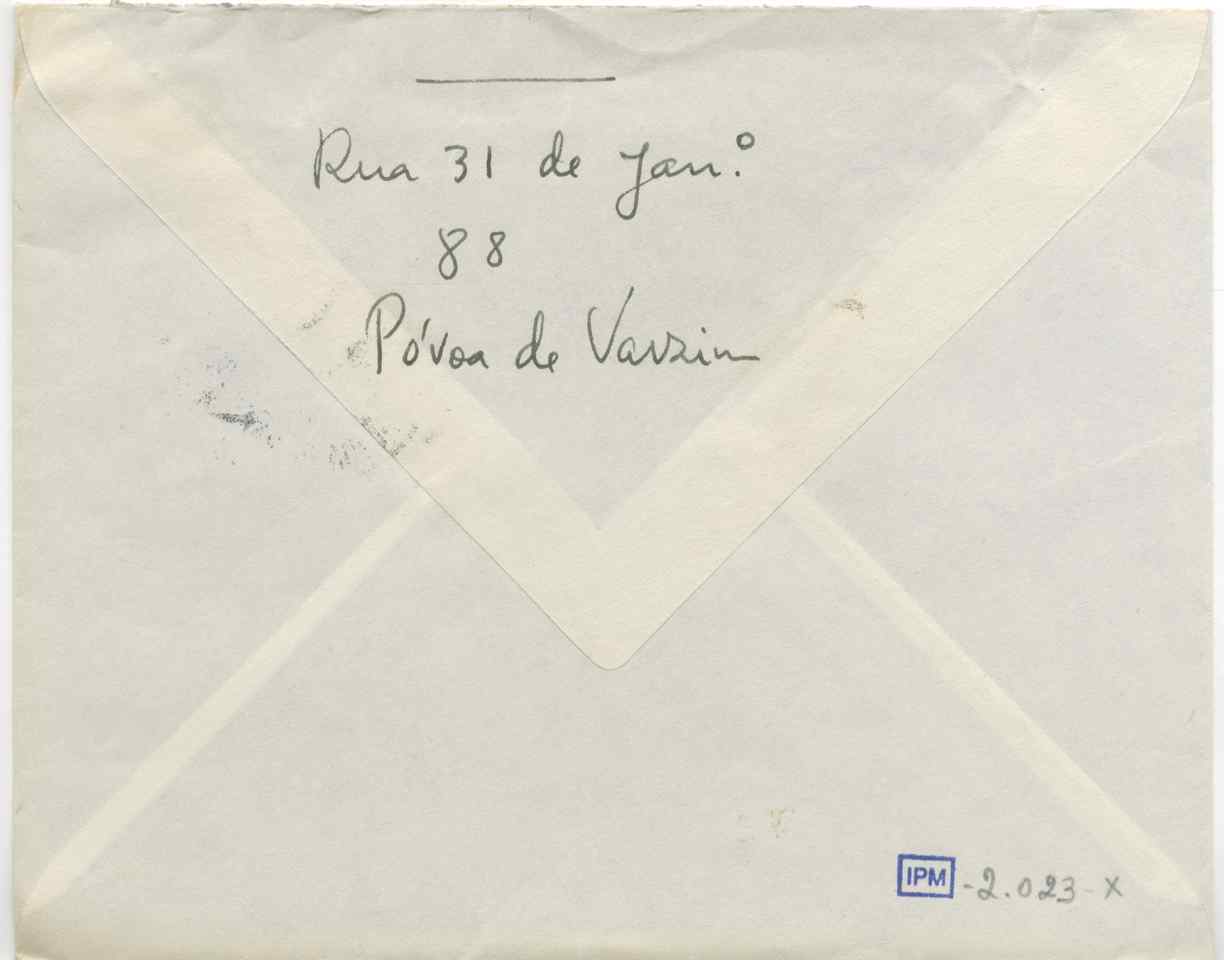 Rua 31 de Jan.º
88
Póvoa de Varzim
IPM -2.023-X